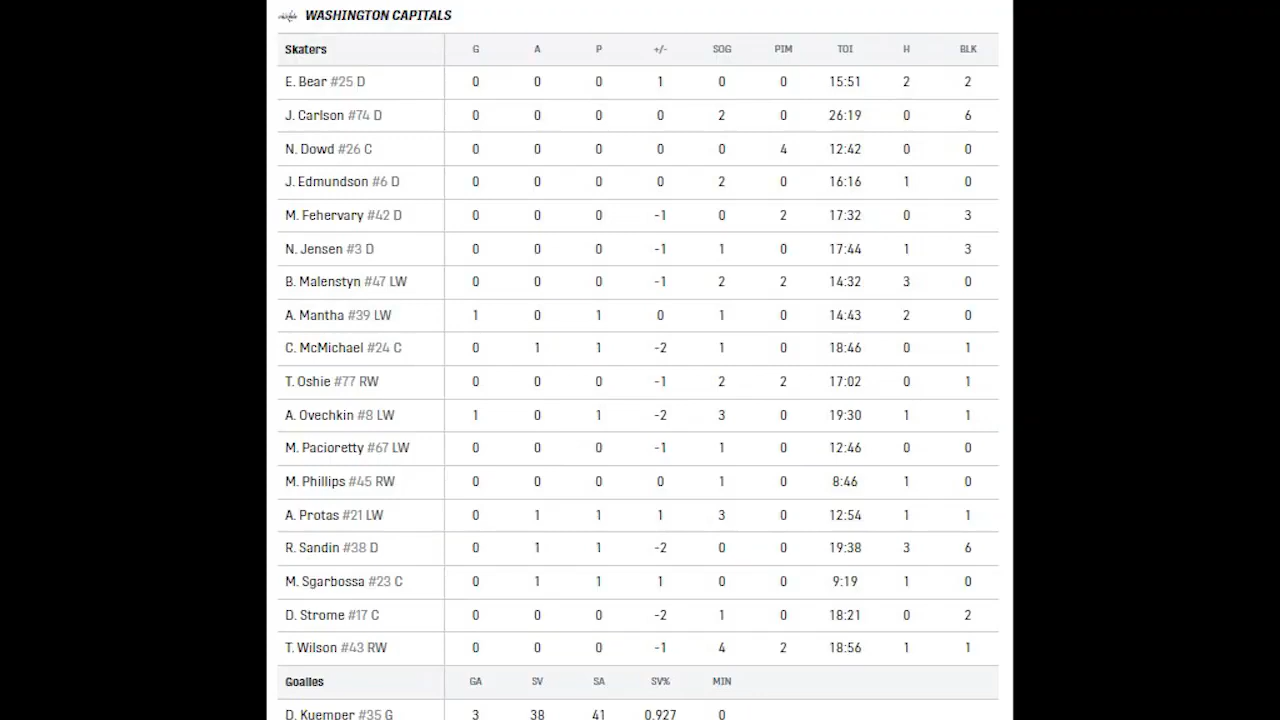 WASHINGTON CAPITALS
Skaters G A P +/- SOG PIM TOI H BLK
E. Bear #25 D 0 0 0 1 0 0 15:51 2 2
J. Carlson #74 D 0 0 0 0 2 0 26:19 0 6
N. Dowd #26 C 0 0 0 0 0 4 12:42 0 0
J. Edmundson #6 D 0 0 0 0 2 0 16:16 1 0
M. Fehervary #42 D 0 0 0 -1 0 2 17:32 0 3
N. Jensen #3 D 0 0 0 -1 1 0 17:44 1 3
B. Malenstyn #47 LW 0 0 0 -1 2 2 14:32 3 0
A. Mantha #39 LW 1 0 1 0 1 0 14:43 2 0
C. McMichael #24 C 0 1 1 -2 1 0 18:46 0 1
T. Oshie #77 RW 0 0 0 -1 2 2 17:02 0 1
A. Ovechkin #8 LW 1 0 1 -2 3 0 19:30 1 1
M. Pacioretty #67 LW 0 0 0 -1 1 0 12:46 0 0
M. Phillips #45 RW 0 0 0 0 1 0 8:46 1 0
A. Protas #21 LW 0 1 1 1 3 0 12:54 1 1
R. Sandin #38 D 0 1 1 -2 0 0 19:38 3 6
M. Sgarbossa #23 C 0 1 1 1 0 0 9:19 1 0
D. Strome #17 C 0 0 0 -2 1 0 18:21 0 2
T. Wilson #43 RW 0 0 0 -1 4 2 18:56 1 1
Goalies GA SV SA SV% MIN
D. Kuemper #35 G 3 38 41 0.927 0